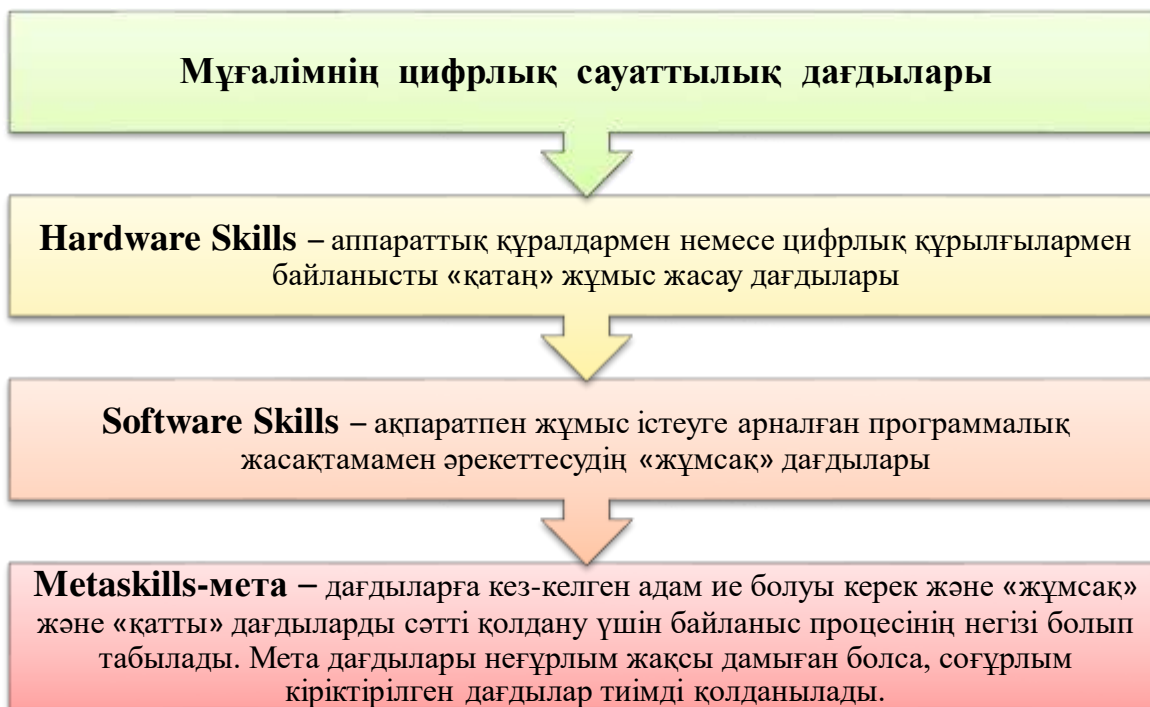 Мұғалімнің цифрлық сауаттылық дағдылары
Hardware Skills – аппараттық құралдармен немесе цифрлық құрылғылармен
байланысты «қатаң» жұмыс жасау дағдылары
Software Skills – ақпаратпен жұмыс істеуге арналған программалық
жасақтамамен әрекеттесудің «жұмсақ» дағдылары
Metaskills-мета – дағдыларға кез-келген адам ие болуы керек және «жұмсақ»
және «қатты» дағдыларды сәтті қолдану үшін байланыс процесінің негізі болып
табылады. Мета дағдылары неғұрлым жақсы дамыған болса, соғұрлым
кіріктірілген дағдылар тиімді қолданылады.